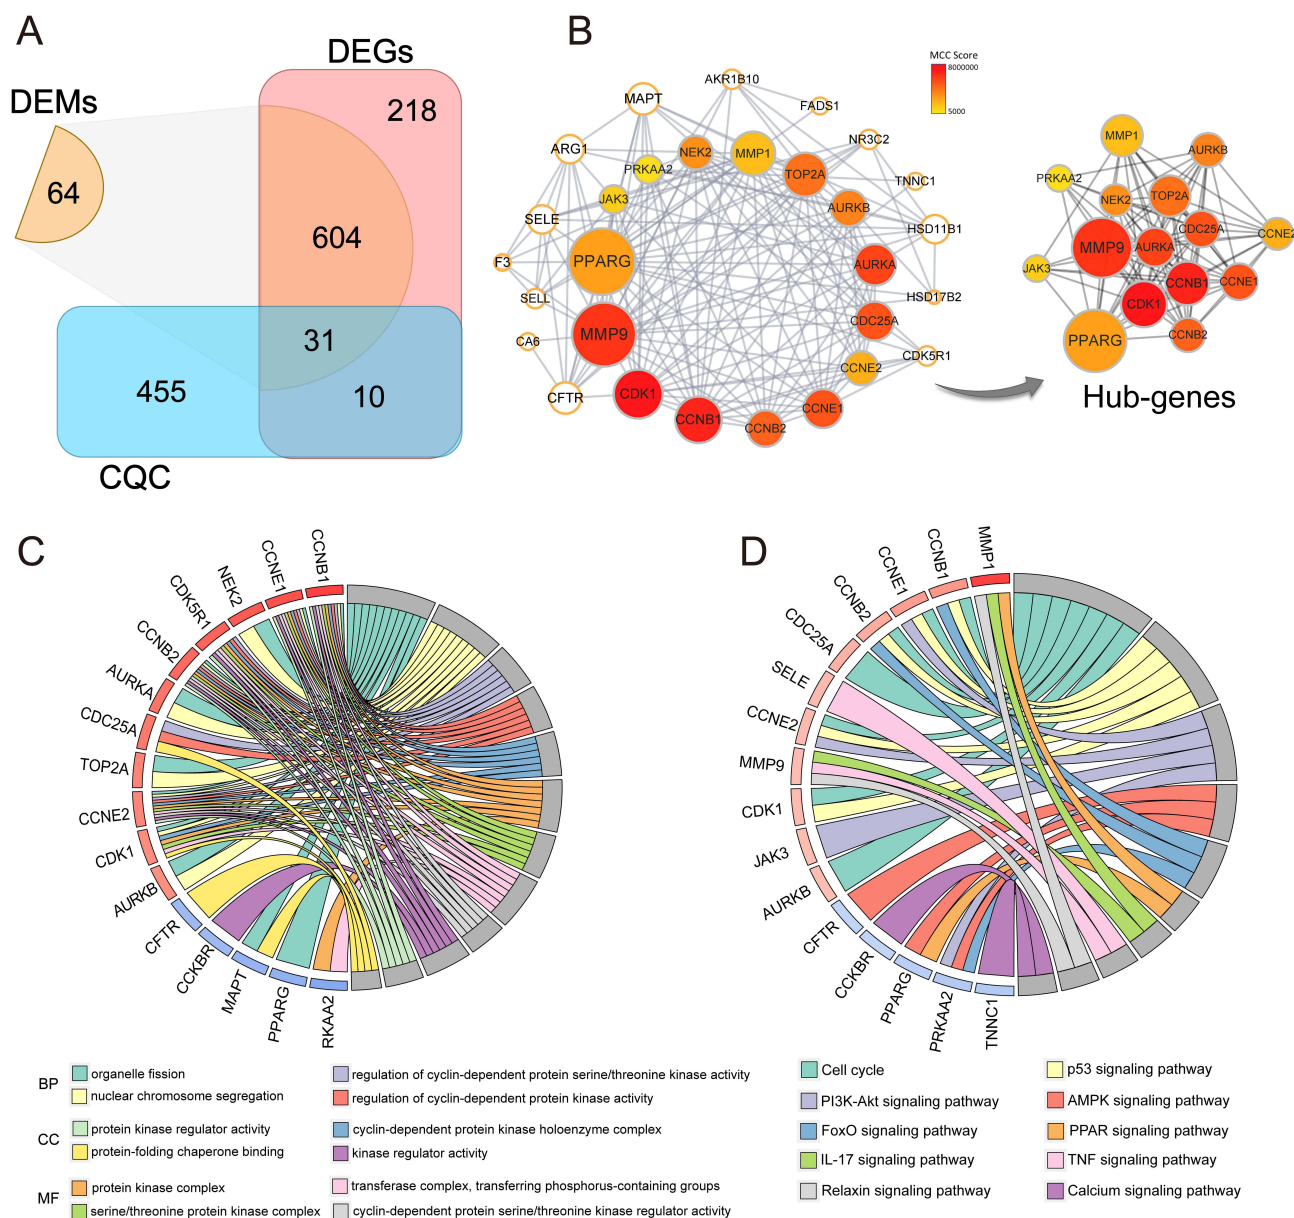 A
DEGs
218
DEMs
64
604
31
455
10
CQC
B
MCC Score
8000000
5000
AKR1B10
MAPT
FADS1
ARG1
NR3C2
NEK2
MMP1
PRKAA2
TOP2A
TNNC1
JAK3
AURKB
SELE
HSD11B1
PPARG
F3
AURKA
SELL
HSD17B2
MMP9
CDC25A
CA6
CDK5R1
CCNE2
CFTR
CDK1
CCNB1
CCNB2
CCNE1
MMP1
AURKB
PRKAA2
NEK2
TOP2A
CDC25A
CCNE2
MMP9
AURKA
JAK3
CCNB1
CCNE1
CDK1
CCNB2
PPARG
Hub-genes
C
CCNB1
CCNE1
NEK2
CDK5R1
CCNB2
AURKA
CDC25A
TOP2A
CCNE2
CDK1
AURKB
CFTR
CCKBR
MAPT
PPARG
RKAA2
BP
organelle fission
nuclear chromosome segregation
regulation of cyclin-dependent protein serine/threonine kinase activity
regulation of cyclin-dependent protein kinase activity
CC
protein kinase regulator activity
protein-folding chaperone binding
cyclin-dependent protein kinase holoenzyme complex
kinase regulator activity
MF
protein kinase complex
serine/threonine protein kinase complex
transferase complex, transferring phosphorus-containing groups
cyclin-dependent protein serine/threonine kinase regulator activity
D
MMP1
CCNB1
CCNE1
CCNB2
CDC25A
SELE
CCNE2
MMP9
CDK1
JAK3
AURKB
CFTR
CCKBR
PPARG
PRKAA2
TNNC1
Cell cycle
p53 signaling pathway
PI3K-Akt signaling pathway
AMPK signaling pathway
FoxO signaling pathway
PPAR signaling pathway
IL-17 signaling pathway
TNF signaling pathway
Relaxin signaling pathway
Calcium signaling pathway